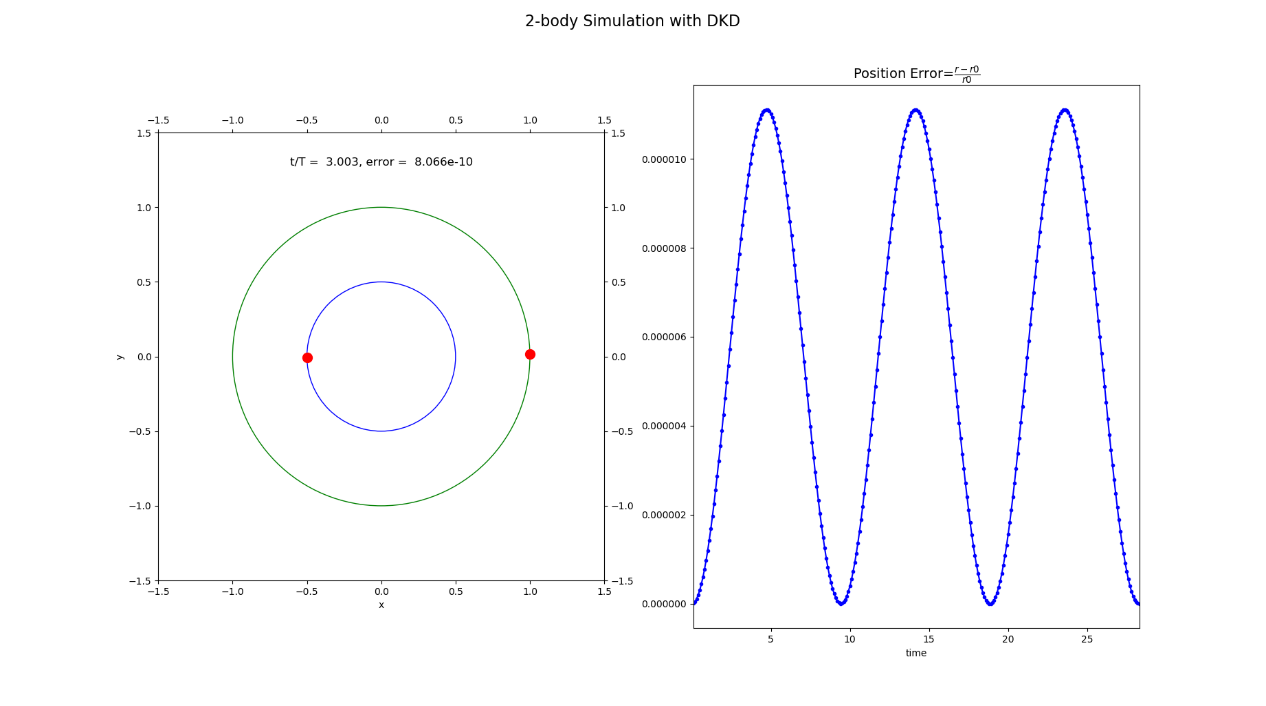 2-body Simulation with DKD
−1.5 −1.0 −0.5 0.0 0.5 1.0 1.5
t/T =  3.003, error =  8.066e-10
1.5 1.5
1.0 1.0
0.5 0.5
0.0 0.0
−0.5 −0.5
−1.0 −1.0
−1.5 −1.5
y
−1.5 −1.0 −0.5 0.0 0.5 1.0 1.5
x
Position Error=\frac{r−r0}{r0}
0.000010
0.000008
0.000006
0.000004
0.000002
0.000000
5 10 15 20 25
time